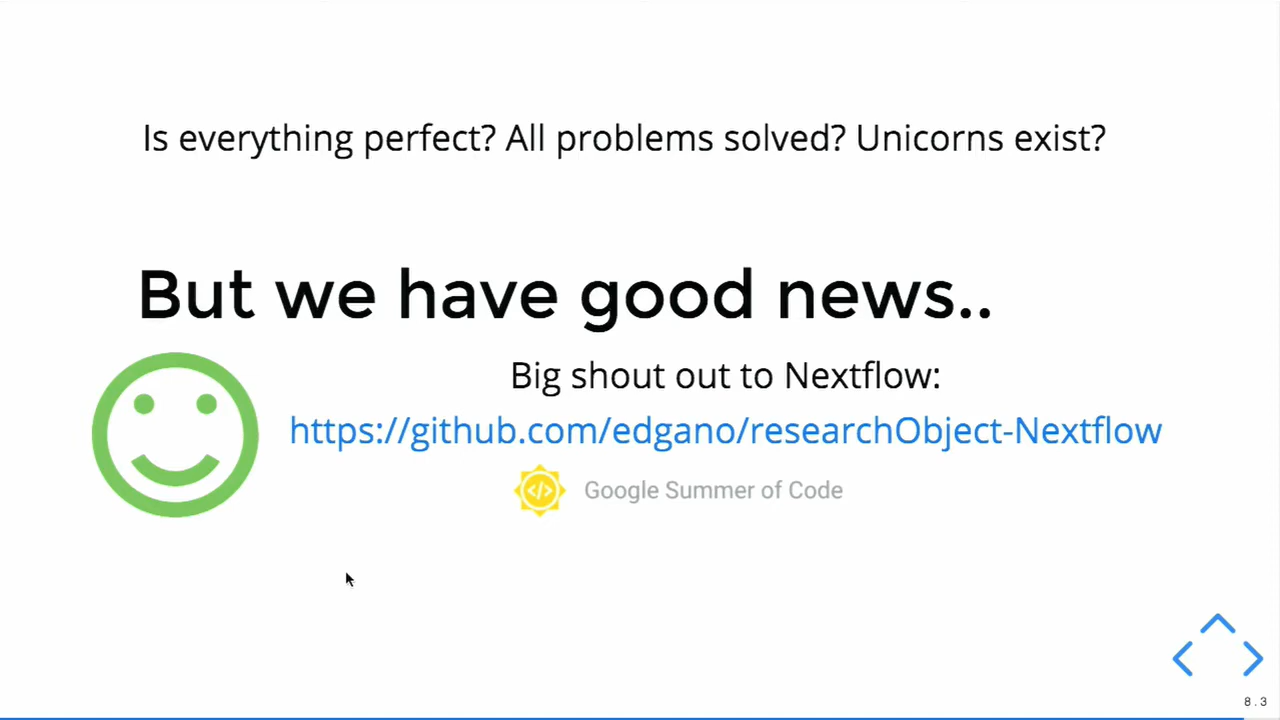 Is everything perfect? All problems solved? Unicorns exist?
But we have good news..
Big shout out to Nextflow:
https://github.com/edgano/researchObject-Nextflow
</> Google Summer of Code
8.3